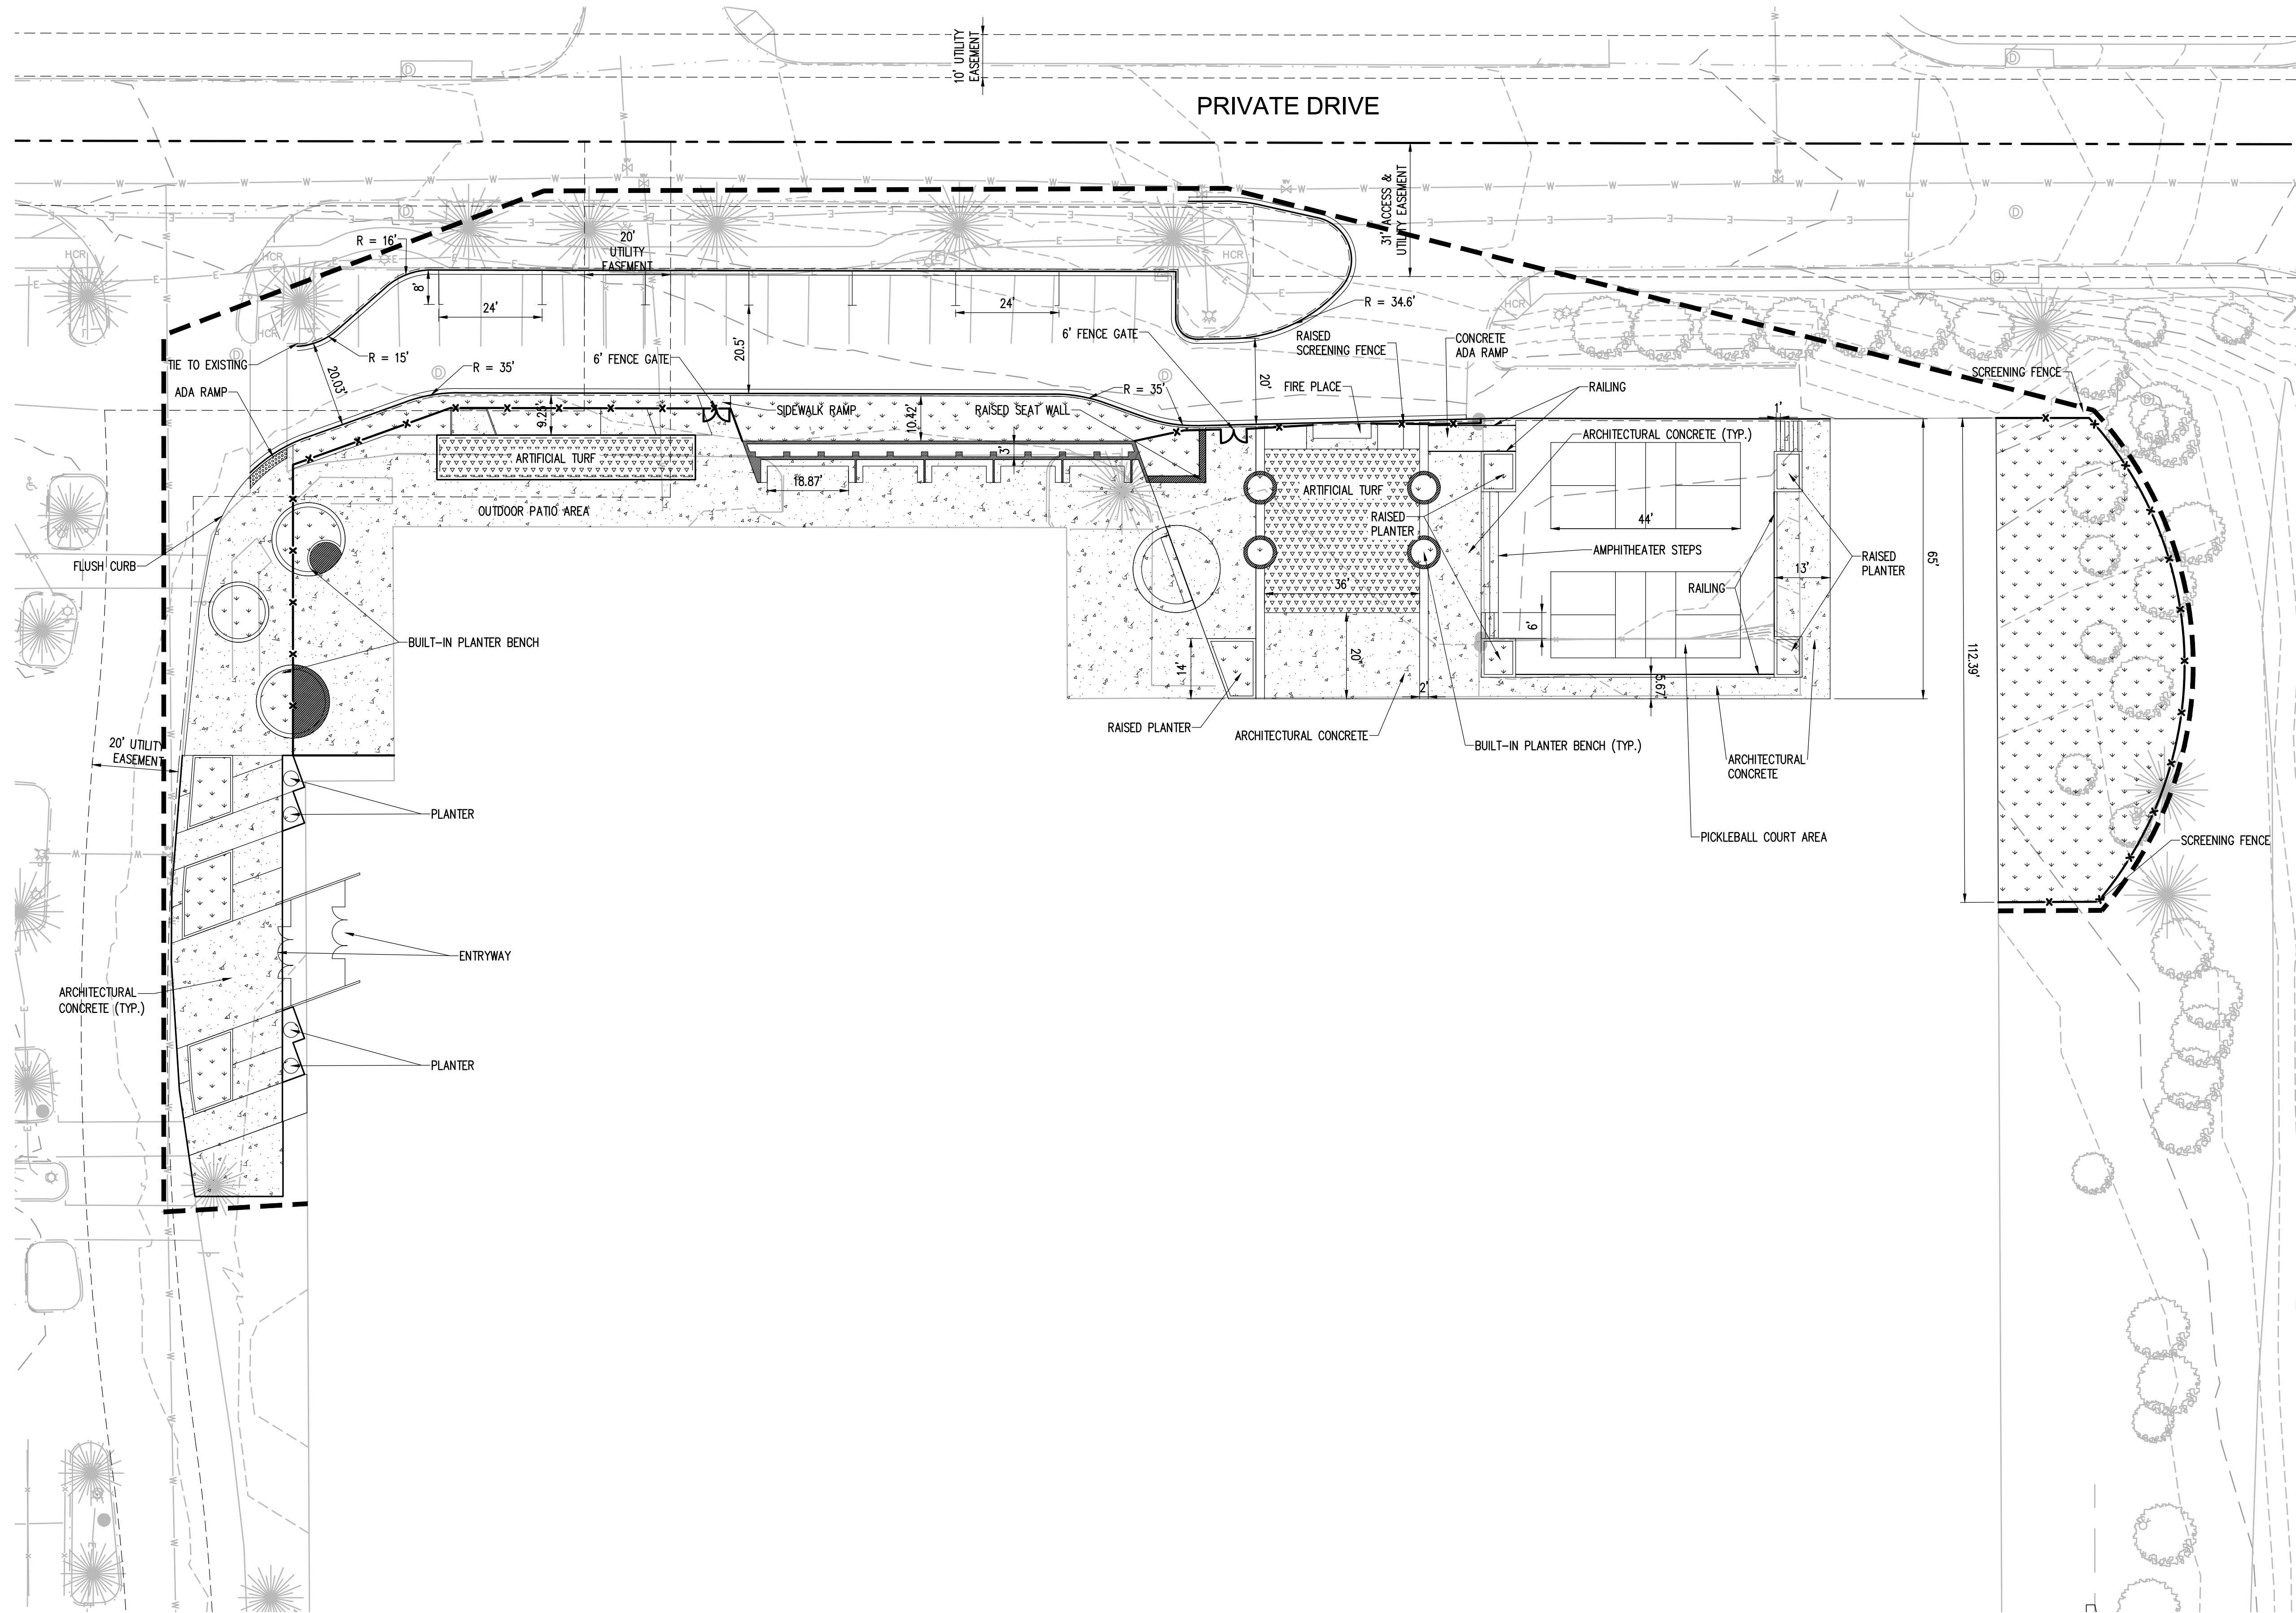 10' UTILITY
EASEMENT
PRIVATE DRIVE
31' ACCESS &
UTILITY EASEMENT
HCR
HCR
HCR
HCR
HCR
R = 16'
20'
UTILITY
EASEMENT
8'
24'
24'
R = 34.6'
R = 15'
TIE TO EXISTING
ADA RAMP
20.03'
R = 35'
6' FENCE GATE
20.5'
6' FENCE GATE
20'
RAISED
SCREENING FENCE
CONCRETE
ADA RAMP
SCREENING FENCE
FIRE PLACE
RAILING
R = 35'
SIDEWALK RAMP
RAISED SEAT WALL
9.25'
10.42'
1'
ARCHITECTURAL CONCRETE (TYP.)
ARTIFICIAL TURF
3'
18.87'
OUTDOOR PATIO AREA
ARTIFICIAL TURF
RAISED
PLANTER
44'
AMPHITHEATER STEPS
RAISED
PLANTER
65'
FLUSH CURB
13'
36'
RAILING
6'
BUILT-IN PLANTER BENCH
14'
20'
5.67'
2'
112.39'
RAISED PLANTER
ARCHITECTURAL CONCRETE
BUILT-IN PLANTER BENCH (TYP.)
20' UTILITY
EASEMENT
ARCHITECTURAL
CONCRETE
PLANTER
PICKLEBALL COURT AREA
SCREENING FENCE
ENTRYWAY
ARCHITECTURAL
CONCRETE (TYP.)
PLANTER